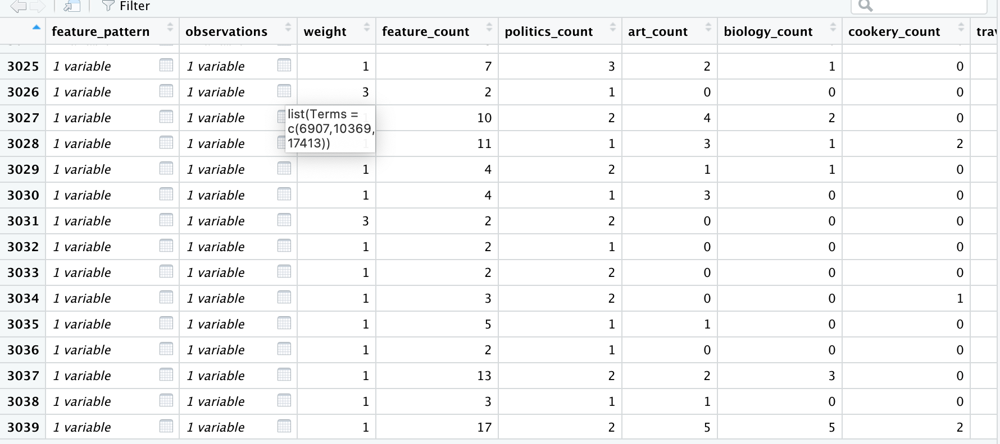 Filter
feature_pattern observations weight feature_count politics_count art_count biology_count cookery_count trav
3025 1 variable 1 variable 1 7 3 2 1 0
3026 1 variable 1 variable 3 2 1 0 0 0
3027 1 variable 1 variable 1 10 2 4 2 0
list(Terms =
c(6907,10369,
17413))
3028 1 variable 1 variable 1 11 1 3 1 2
3029 1 variable 1 variable 1 4 2 1 1 0
3030 1 variable 1 variable 1 4 1 3 0 0
3031 1 variable 1 variable 3 2 2 0 0 0
3032 1 variable 1 variable 1 2 1 0 0 0
3033 1 variable 1 variable 1 2 2 0 0 0
3034 1 variable 1 variable 1 3 2 0 0 1
3035 1 variable 1 variable 1 5 1 1 0 0
3036 1 variable 1 variable 1 2 1 0 0 0
3037 1 variable 1 variable 1 13 2 2 3 0
3038 1 variable 1 variable 1 3 1 1 0 0
3039 1 variable 1 variable 1 17 2 5 5 2